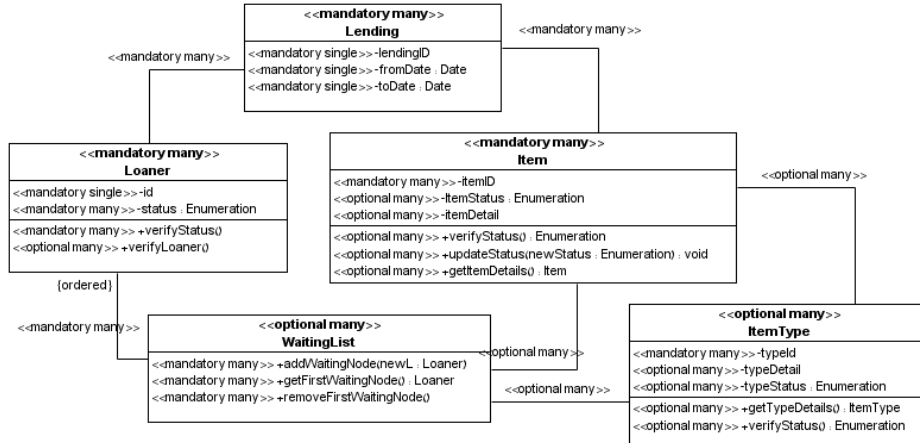 <<mandatory many>>
Lending
<<mandatory single>> -lendingID
<<mandatory single>> -fromDate : Date
<<mandatory single>> -toDate : Date
<<mandatory many>>
<<mandatory many>>
<<mandatory many>>
Loaner
<<mandatory single>> -id
<<mandatory many>> -status : Enumeration
<<mandatory many>> +verifyStatus()
<<optional many>> +verifyLoaner()
<<mandatory many>>
Item
<<mandatory many>> -itemID
<<optional many>> -ItemStatus : Enumeration
<<optional many>> -itemDetail
<<optional many>> +verifyStatus() : Enumeration
<<optional many>> +updateStatus(newStatus : Enumeration) : void
<<optional many>> +getItemDetails() : Item
<<optional many>>
{ordered}
<<mandatory many>>
<<optional many>>
WaitingList
<<mandatory many>> +addWaitingNode(newL : Loaner)
<<mandatory many>> +getFirstWaitingNode() : Loaner
<<mandatory many>> +removeFirstWaitingNode()
<<optional many>>
<<optional many>>
<<optional many>>
ItemType
<<mandatory many>> -typeId
<<optional many>> -typeDetail
<<optional many>> -typeStatus : Enumeration
<<optional many>> +getTypeDetails() : ItemType
<<optional many>> +verifyStatus() : Enumeration